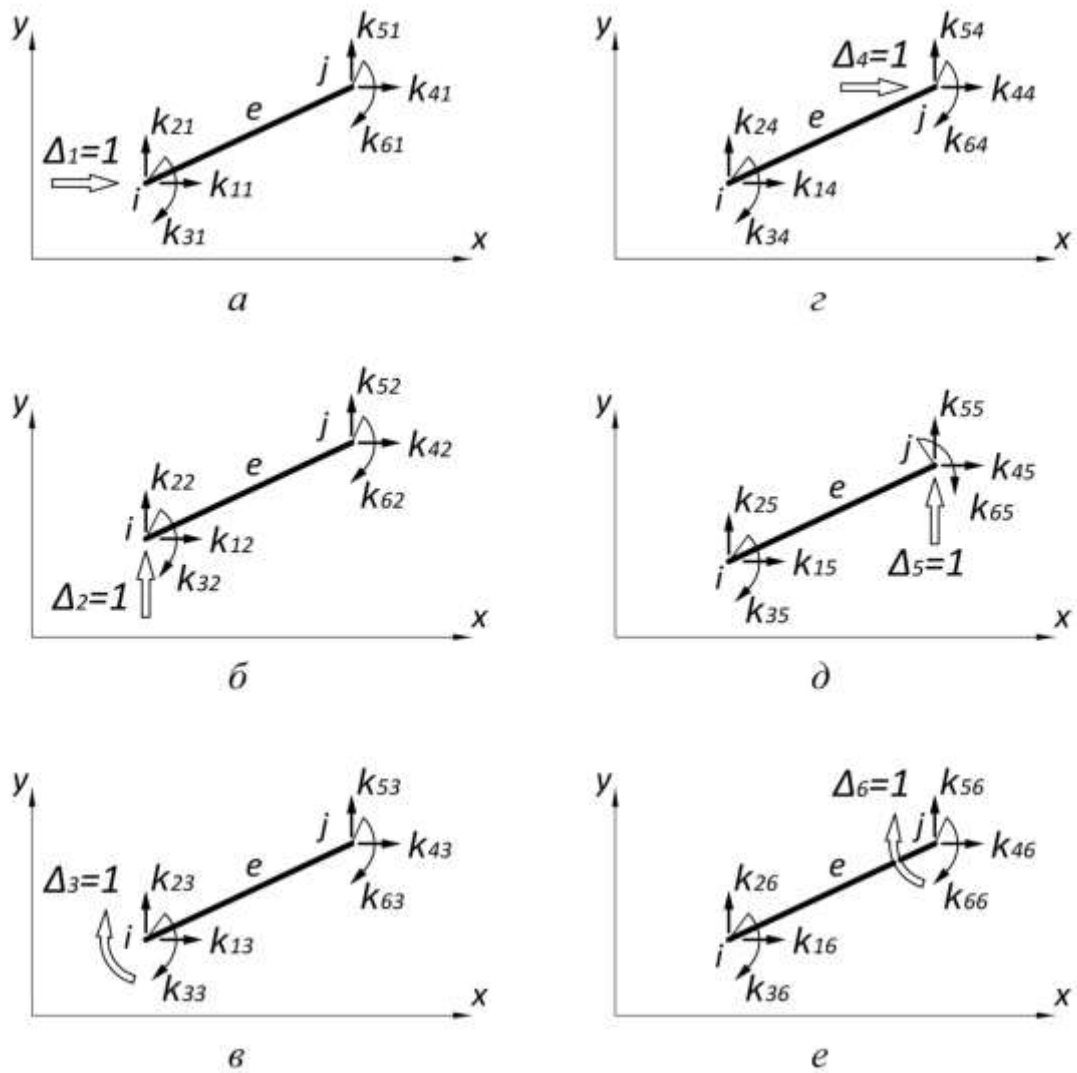 y k51 j k41 e k61 k21 Δ1=1 k11 i k31 x
а
y k54 Δ4=1 k44 j e k64 k24 k14 i k34 x
г
y k52 j k42 e k62 k22 i k12 k32 Δ2=1 x
б
y k55 j k45 e k65 k25 k15 i Δ5=1 k35 x
д
y k53 j k43 e k63 Δ3=1 k23 i k13 k33 x
в
y Δ6=1 k56 j k46 e k66 k26 k16 i k36 x
е